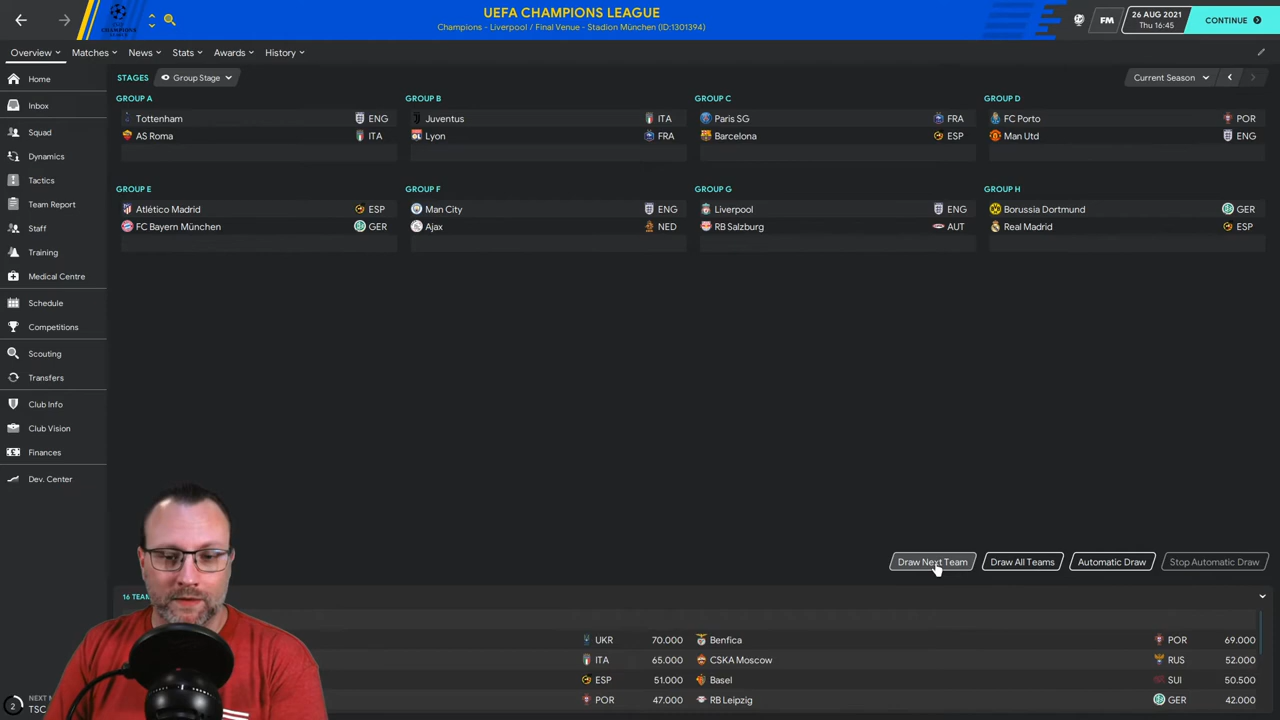 UEFA CHAMPIONS LEAGUE
Champions - Liverpool / Final Venue - Stadion München (ID:1301394)
FM
26 AUG 2021
Thu 16:45
CONTINUE
Overview Matches News Stats Awards History
Home
Inbox
Squad
Dynamics
Tactics
Team Report
Staff
Training
Medical Centre
Schedule
Competitions
Scouting
Transfers
Club Info
Club Vision
Finances
Dev. Center
STAGES Group Stage Current Season
GROUP A
Tottenham ENG
AS Roma ITA
GROUP B
Juventus ITA
Lyon FRA
GROUP C
Paris SG FRA
Barcelona ESP
GROUP D
FC Porto POR
Man Utd ENG
GROUP E
Atlético Madrid ESP
FC Bayern München GER
GROUP F
Man City ENG
Ajax NED
GROUP G
Liverpool ENG
RB Salzburg AUT
GROUP H
Borussia Dortmund GER
Real Madrid ESP
Draw Next Team Draw All Teams Automatic Draw Stop Automatic Draw
16 TEAM
UKR 70.000 Benfica POR 69.000
ITA 65.000 CSKA Moscow RUS 52.000
ESP 51.000 Basel SUI 50.500
POR 47.000 RB Leipzig GER 42.000
2
NEXT M
TSC